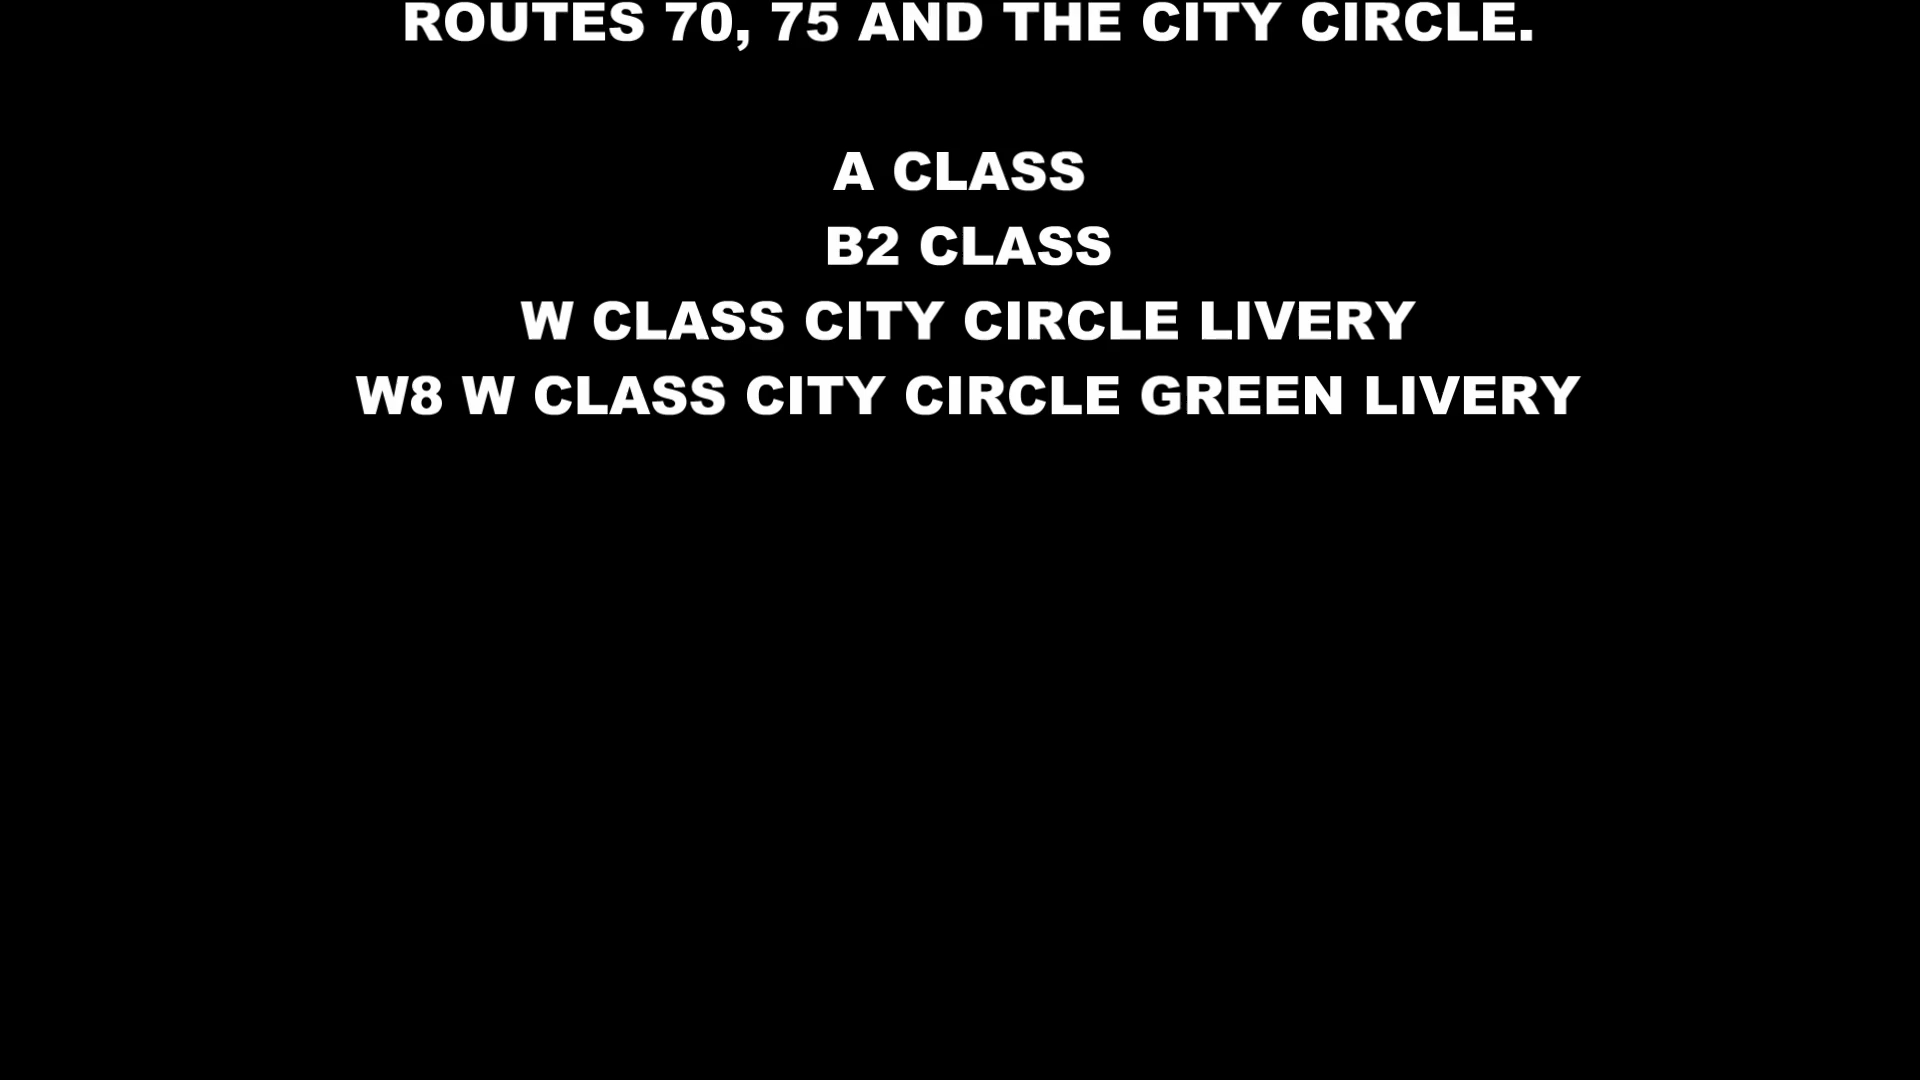 ROUTES 70, 75 AND THE CITY CIRCLE.
A CLASS
B2 CLASS
W CLASS CITY CIRCLE LIVERY
W8 W CLASS CITY CIRCLE GREEN LIVERY